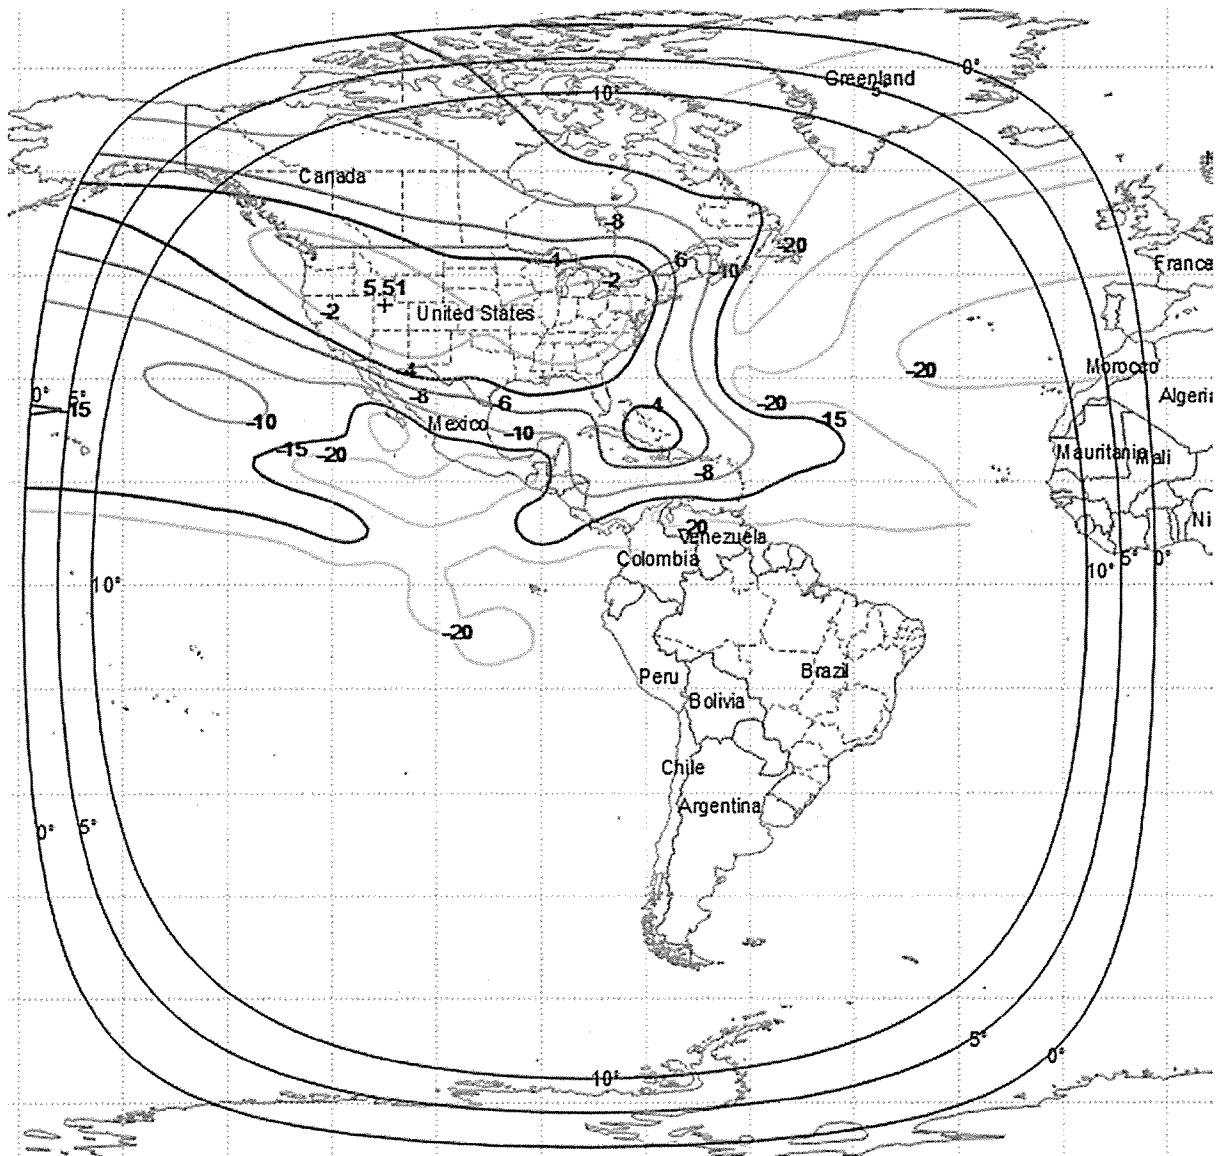 0°
Greenland
5°
10°
Canada
-8
-20
6
-4
-10
France
-2
5.51
-2
United States
Morocco
-4
-20
0°
5°
-8
6
-20
4
Algeria
15
-10
Mexico
-10
-15
-15
-20
Mauritania
Mali
-8
-20
Venezuela
Ni
Colombia
10°
10°
5°
0°
-20
Peru
Brazil
Bolivia
Chile
Argentina
0°
5°
5°
0°
10°